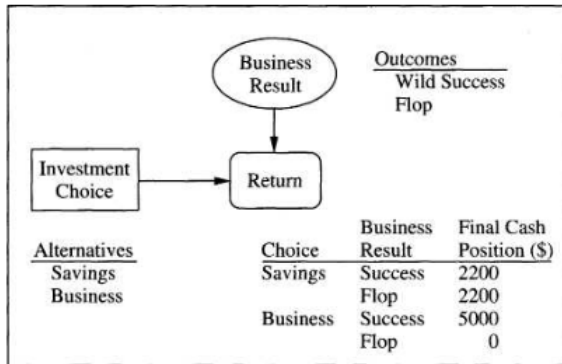 Business
Result
Outcomes
Wild Success
Flop
Investment
Choice
Return
Alternatives
Savings
Business
Business Final Cash
Choice Result Position ($)
Savings Success 2200
Flop 2200
Business Success 5000
Flop 0